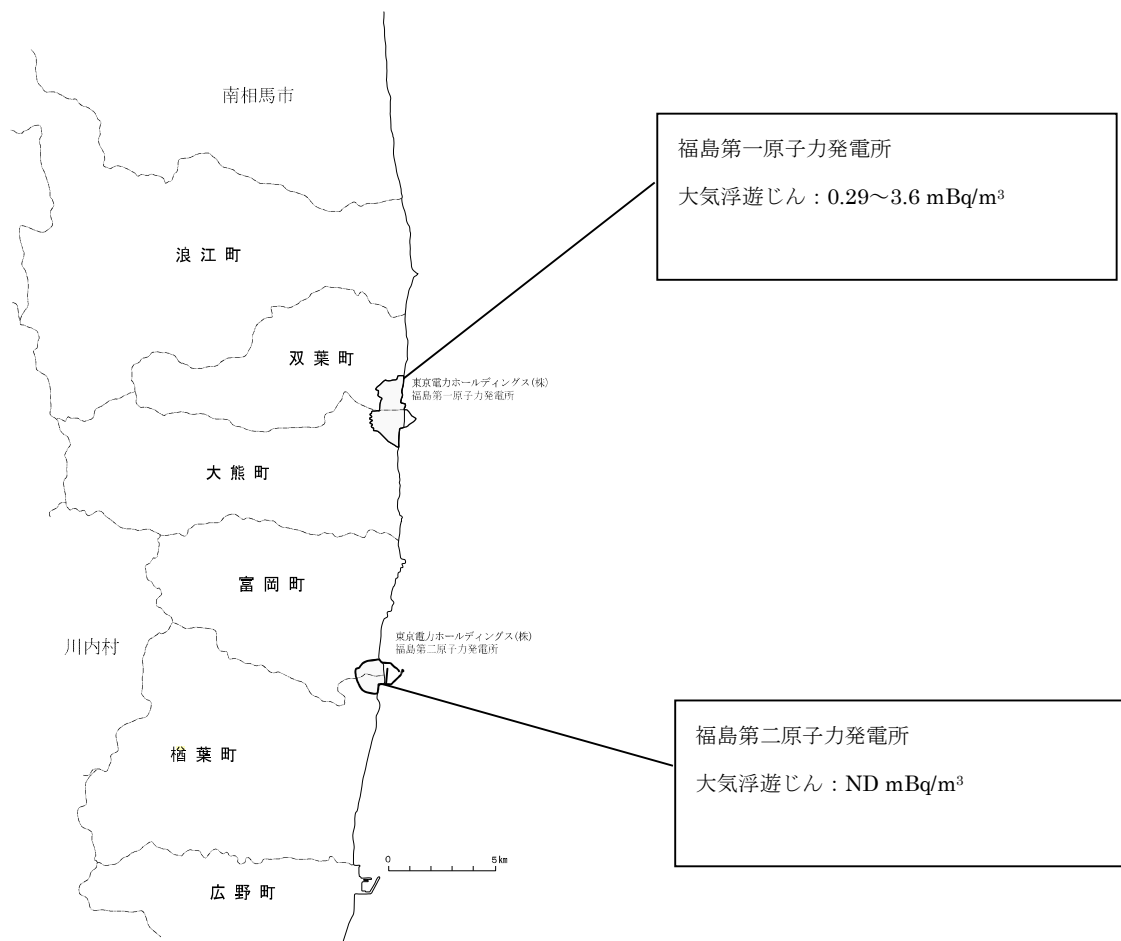 南相馬市
福島第一原子力発電所
大気浮遊じん：0.29～3.6 mBq/m³
浪江町
双葉町
東京電力ホールディングス(株)
福島第一原子力発電所
大熊町
富岡町
東京電力ホールディングス(株)
福島第二原子力発電所
川内村
福島第二原子力発電所
大気浮遊じん：ND mBq/m³
楢葉町
0 5km
広野町